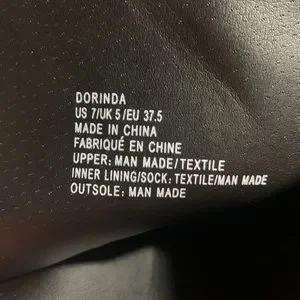 DORINDA
US 7/UK 5/EU 37.5
MADE IN CHINA
FABRIQUÉ EN CHINE
UPPER: MAN MADE/TEXTILE
INNER LINING/SOCK: TEXTILE/MAN MADE
OUTSOLE: MAN MADE